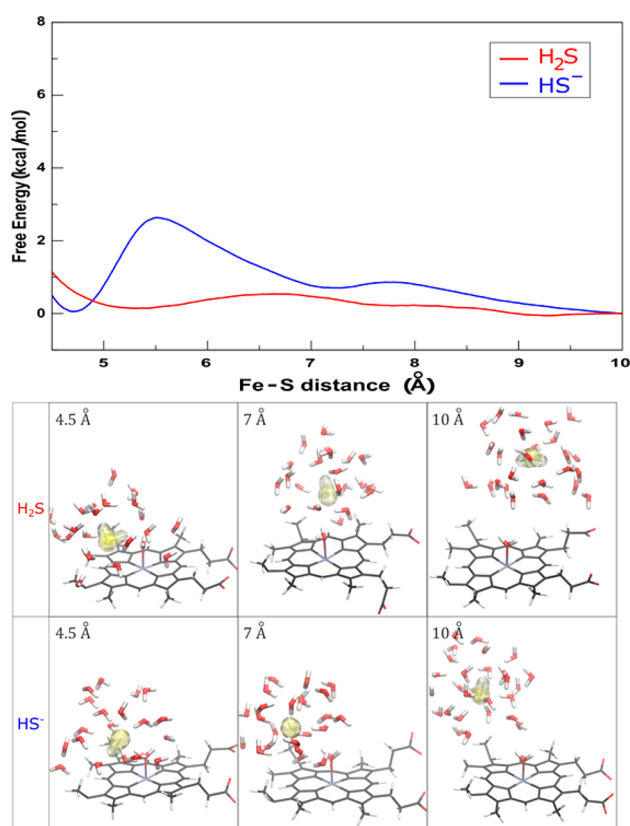 8
6
4
2
0
Free Energy (kcal/mol)
H₂S
HS⁻
5 6 7 8 9 10
Fe-S distance (Å)
4.5 Å 7 Å 10 Å
H₂S
4.5 Å 7 Å 10 Å
HS⁻